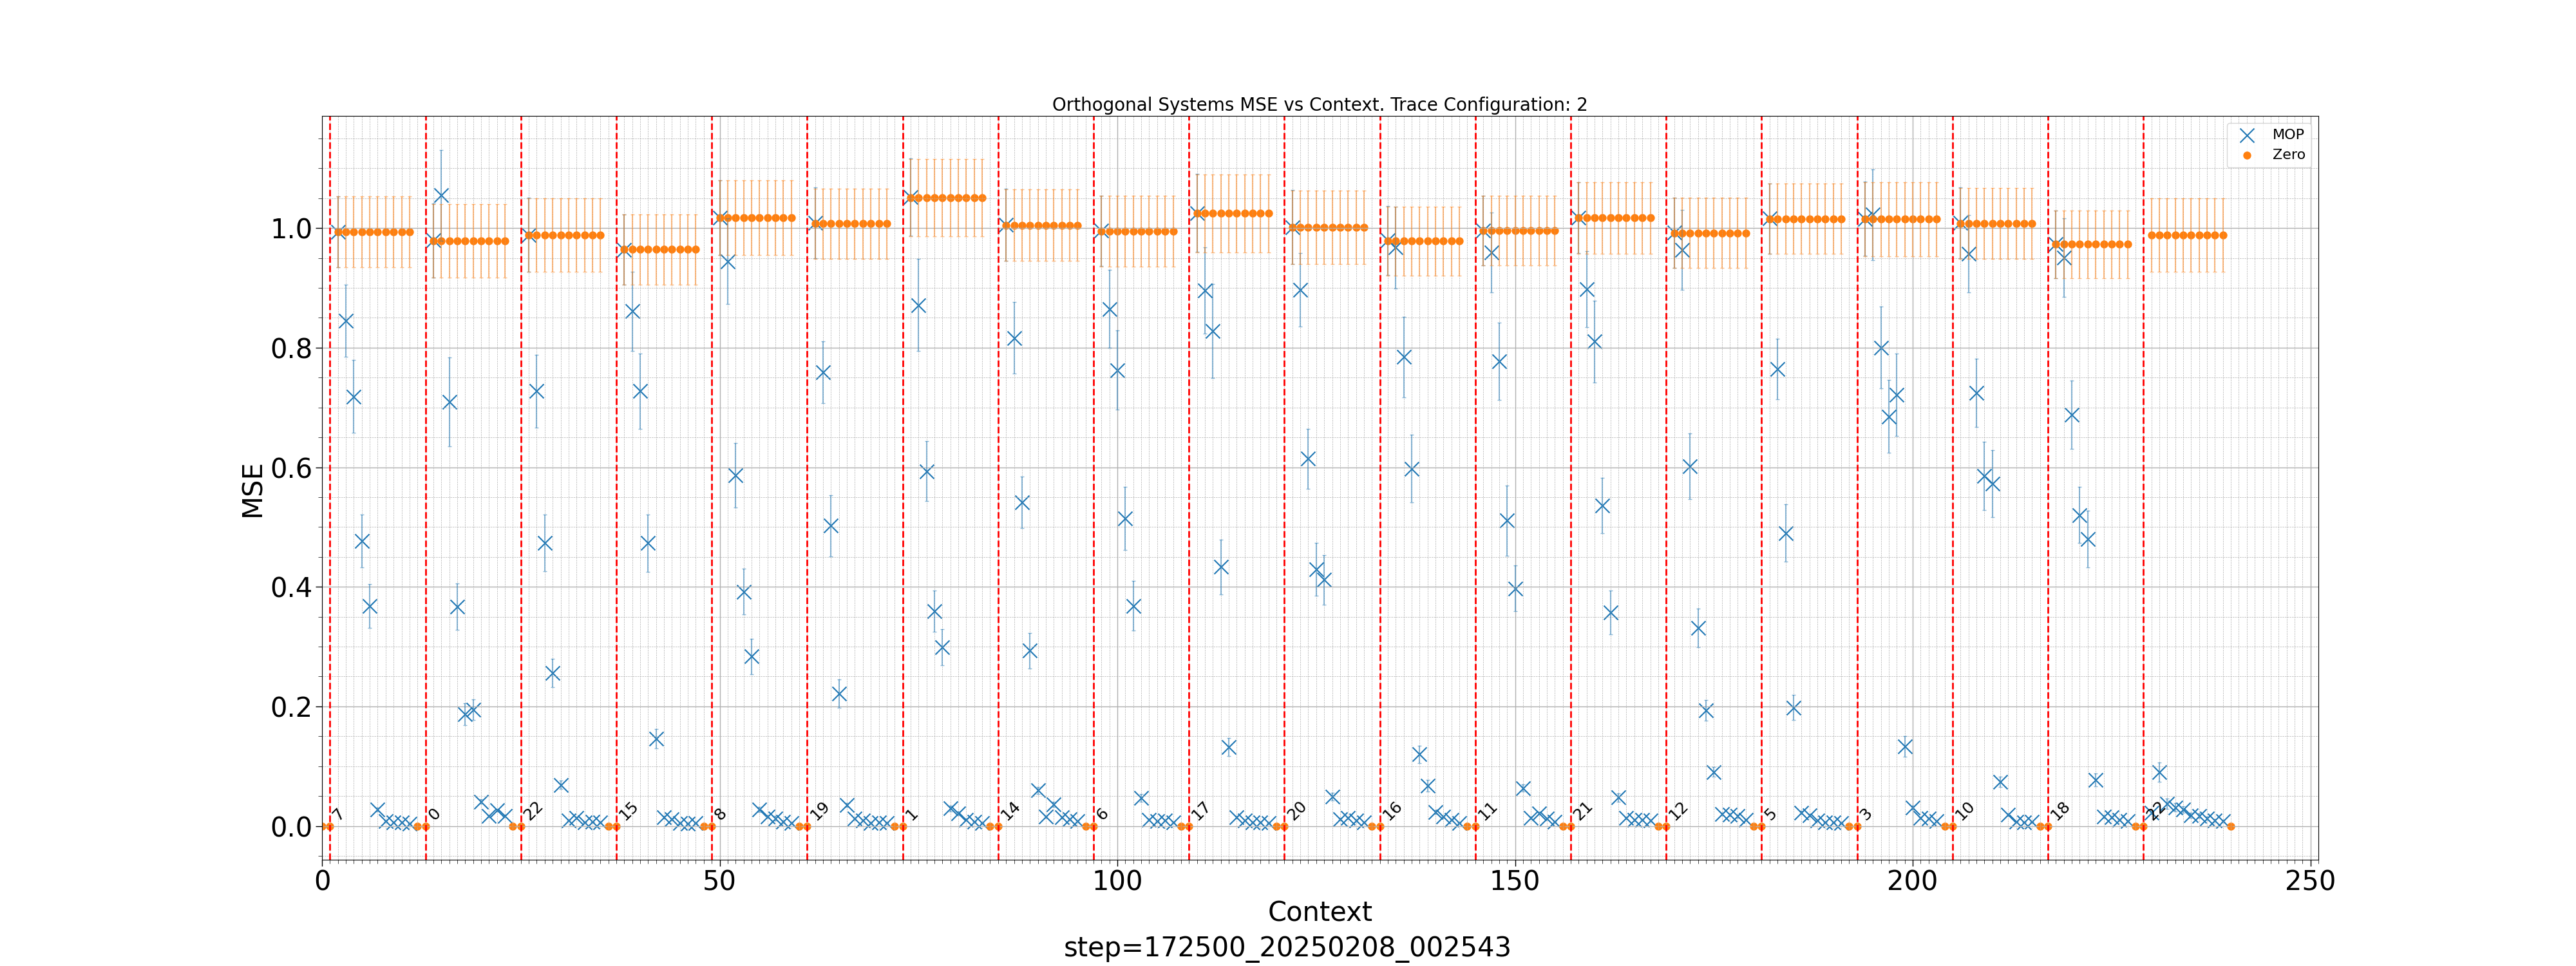 Orthogonal Systems MSE vs Context. Trace Configuration: 2
MOP
Zero
MSE
1.0
0.8
0.6
0.4
0.2
0.0
7 0 22 15 8 19 1 14 6 17 20 16 11 21 12 5 3 10 18 22
0 50 100 150 200 250
Context
step=172500_20250208_002543